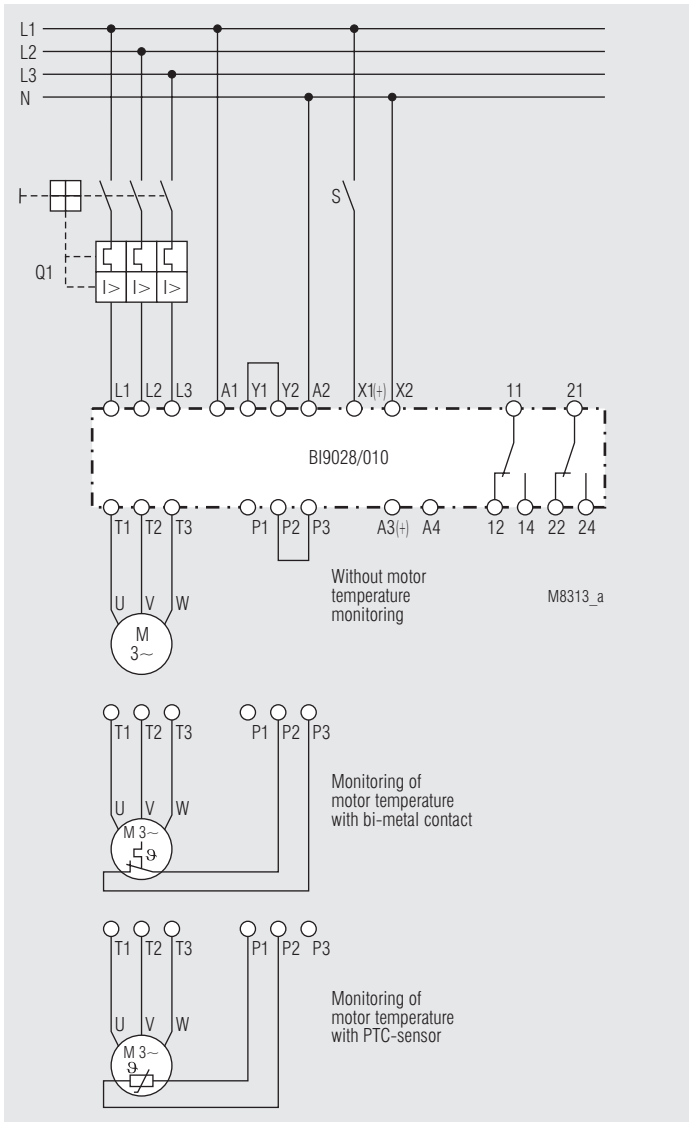 L1
L2
L3
N
S
Q1
I> I> I>
L1 L2 L3 A1 Y1 Y2 A2 X1(+) X2 11 21
BI9028/010
T1 T2 T3 P1 P2 P3 A3(+) A4 12 14 22 24
Without motor
temperature
monitoring
M8313_a
U V W
M
3~
T1 T2 T3 P1 P2 P3
Monitoring of
motor temperature
with bi-metal contact
U V W
M 3~
ϑ
T1 T2 T3 P1 P2 P3
Monitoring of
motor temperature
with PTC-sensor
U V W
M 3~
ϑ